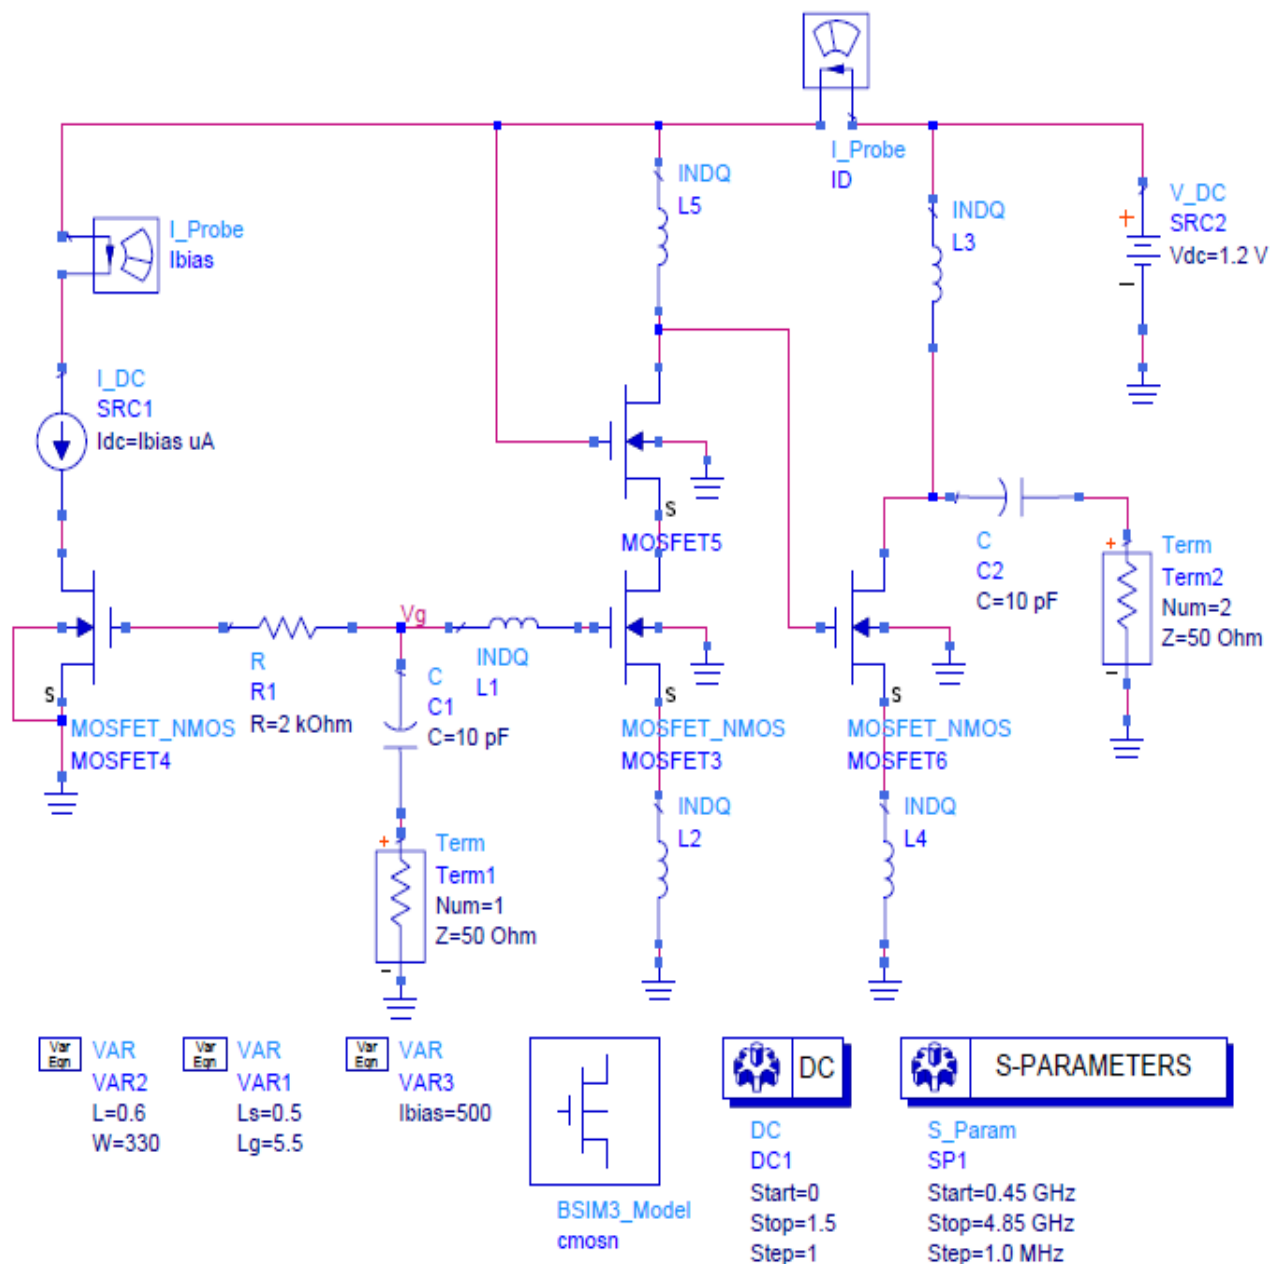 I_Probe
ID
INDQ
L5
INDQ
L3
V_DC
SRC2
Vdc=1.2 V
+
−
I_Probe
Ibias
I_DC
SRC1
Idc=Ibias uA
S
MOSFET5
C
C2
C=10 pF
+
Term
Term2
Num=2
Z=50 Ohm
−
Vg
S
MOSFET_NMOS
MOSFET4
R
R1
R=2 kOhm
C
C1
C=10 pF
INDQ
L1
S
MOSFET_NMOS
MOSFET3
S
MOSFET_NMOS
MOSFET6
INDQ
L2
INDQ
L4
+
Term
Term1
Num=1
Z=50 Ohm
−
Var
Eqn
VAR
VAR2
L=0.6
W=330
Var
Eqn
VAR
VAR1
Ls=0.5
Lg=5.5
Var
Eqn
VAR
VAR3
Ibias=500
BSIM3_Model
cmosn
DC
DC
DC1
Start=0
Stop=1.5
Step=1
S-PARAMETERS
S_Param
SP1
Start=0.45 GHz
Stop=4.85 GHz
Step=1.0 MHz